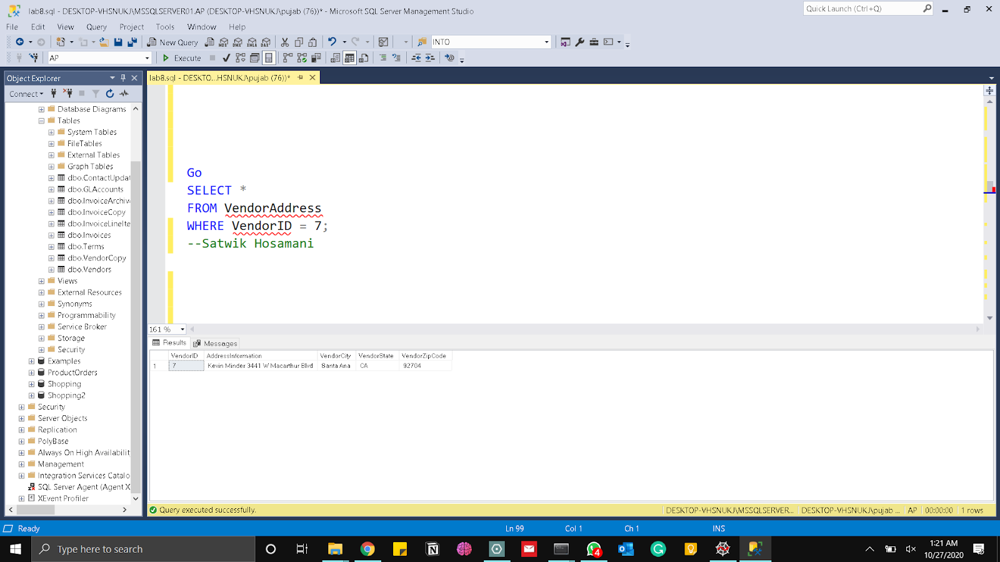 lab8.sql - DESKTOP-VHSNUKJ\MSSQLSERVER01.AP (DESKTOP-VHSNUKJ\pujab (76))* - Microsoft SQL Server Management Studio
Quick Launch (Ctrl+Q)
File Edit View Query Project Tools Window Help
New Query MDX DMX XMLA DAX INTO
AP Execute
Object Explorer
lab8.sql - DESKTO...HSNUKJ\pujab (76))*
Connect
Database Diagrams
Tables
System Tables
FileTables
External Tables
Graph Tables
dbo.ContactUpdat
dbo.GLAccounts
dbo.InvoiceArchiv
dbo.InvoiceCopy
dbo.InvoiceLineIte
dbo.Invoices
dbo.Terms
dbo.VendorCopy
dbo.Vendors
Views
External Resources
Synonyms
Programmability
Service Broker
Storage
Security
Examples
ProductOrders
Shopping
Shopping2
Security
Server Objects
Replication
PolyBase
Always On High Availabilit
Management
Integration Services Catalo
SQL Server Agent (Agent X
XEvent Profiler
Go
SELECT *
FROM VendorAddress
WHERE VendorID = 7;
--Satwik Hosamani
161 %
Results Messages
VendorID AddressInformation VendorCity VendorState VendorZipCode
1 7 Kevin Minder 3441 W Macarthur Blvd Santa Ana CA 92704
Query executed successfully.
DESKTOP-VHSNUKJ\MSSQLSERVER... DESKTOP-VHSNUKJ\pujab ... AP 00:00:00 1 rows
Ready Ln 99 Col 1 Ch 1 INS
Type here to search
4
1:21 AM
10/27/2020